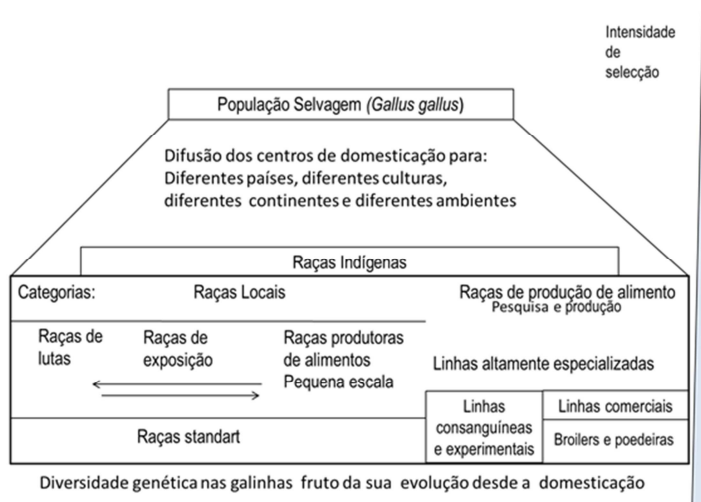 Intensidade
de
selecção
População Selvagem (Gallus gallus)
Difusão dos centros de domesticação para:
Diferentes países, diferentes culturas,
diferentes continentes e diferentes ambientes
Raças Indígenas
Categorias:
Raças Locais
Raças de produção de alimento
Pesquisa e produção
Raças de
lutas
Raças de
exposição
Raças produtoras
de alimentos
Pequena escala
Linhas altamente especializadas
Raças standart
Linhas
consanguíneas
e experimentais
Linhas comerciais
Broilers e poedeiras
Diversidade genética nas galinhas fruto da sua evolução desde a domesticação